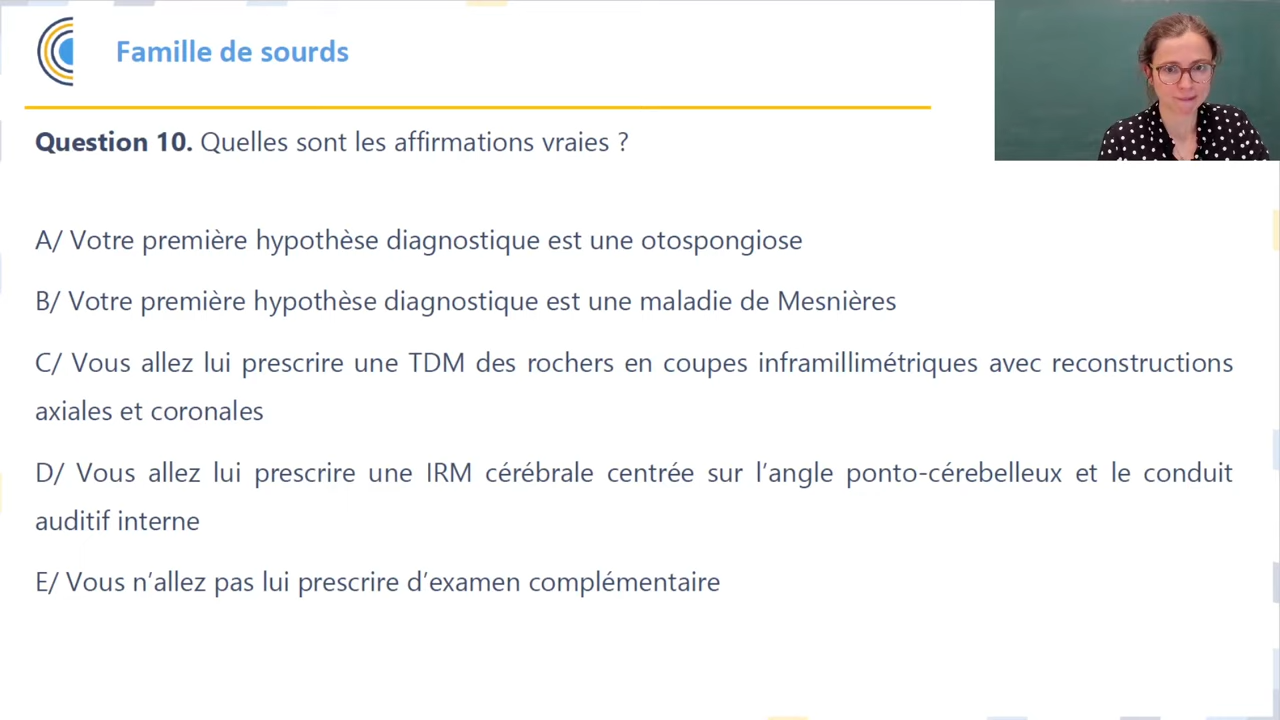 Famille de sourds
Question 10. Quelles sont les affirmations vraies ?
A/ Votre première hypothèse diagnostique est une otospongiose
B/ Votre première hypothèse diagnostique est une maladie de Mesnières
C/ Vous allez lui prescrire une TDM des rochers en coupes inframillimétriques avec reconstructions
axiales et coronales
D/ Vous allez lui prescrire une IRM cérébrale centrée sur l’angle ponto-cérebelleux et le conduit
auditif interne
E/ Vous n’allez pas lui prescrire d’examen complémentaire